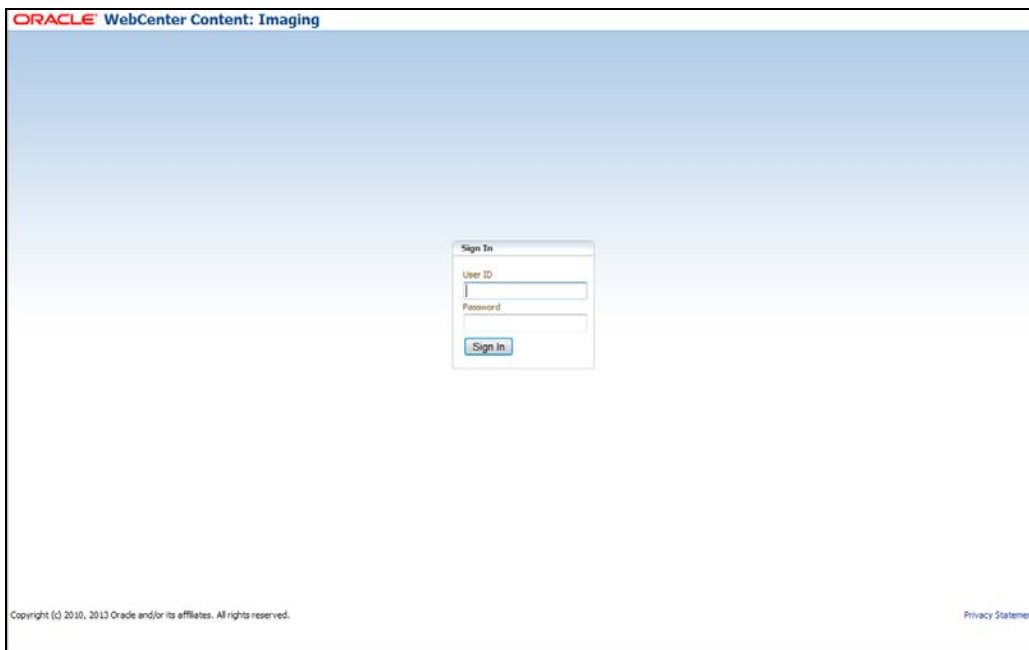 ORACLE® WebCenter Content: Imaging
Sign In
User ID
Password
Sign In
Copyright (c) 2010, 2013 Oracle and/or its affiliates. All rights reserved.
Privacy Stateme